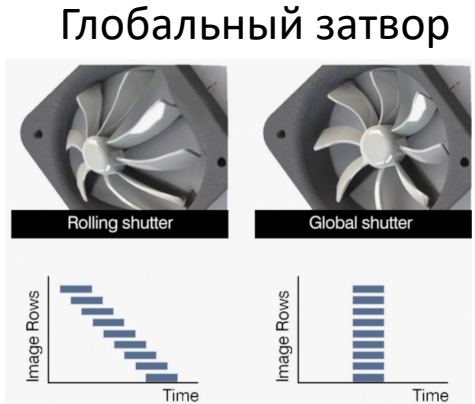 Глобальный затвор
Rolling shutter
Global shutter
Image Rows
Time
Image Rows
Time